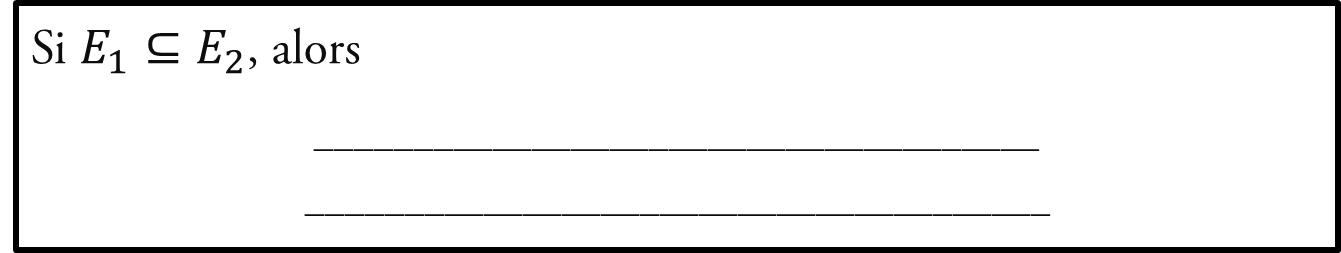 Si E₁ ⊆ E₂, alors